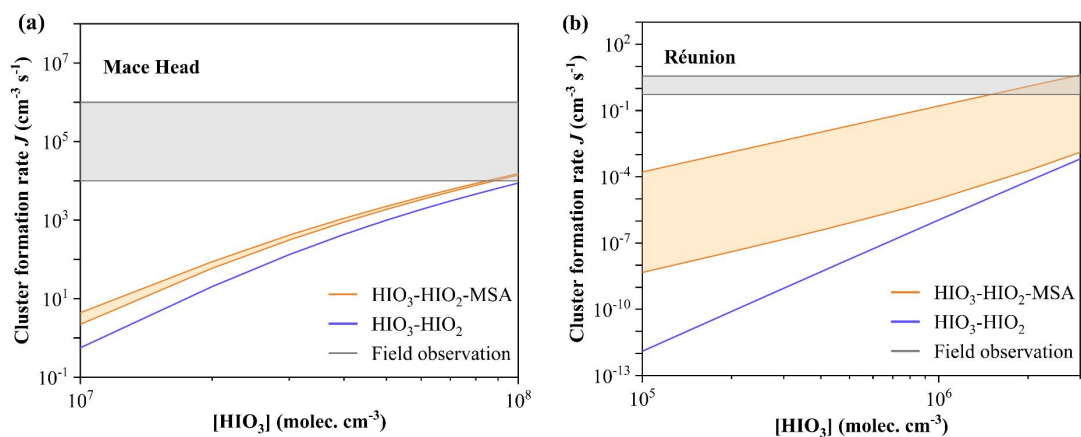 (a)
Cluster formation rate J (cm⁻³ s⁻¹)
10⁷
10⁵
10³
10¹
10⁻¹
Mace Head
HIO₃-HIO₂-MSA
HIO₃-HIO₂
Field observation
10⁷
10⁸
[HIO₃] (molec. cm⁻³)
(b)
Cluster formation rate J (cm⁻³ s⁻¹)
10²
10⁻¹
10⁻⁴
10⁻⁷
10⁻¹⁰
10⁻¹³
Réunion
HIO₃-HIO₂-MSA
HIO₃-HIO₂
Field observation
10⁵
10⁶
[HIO₃] (molec. cm⁻³)